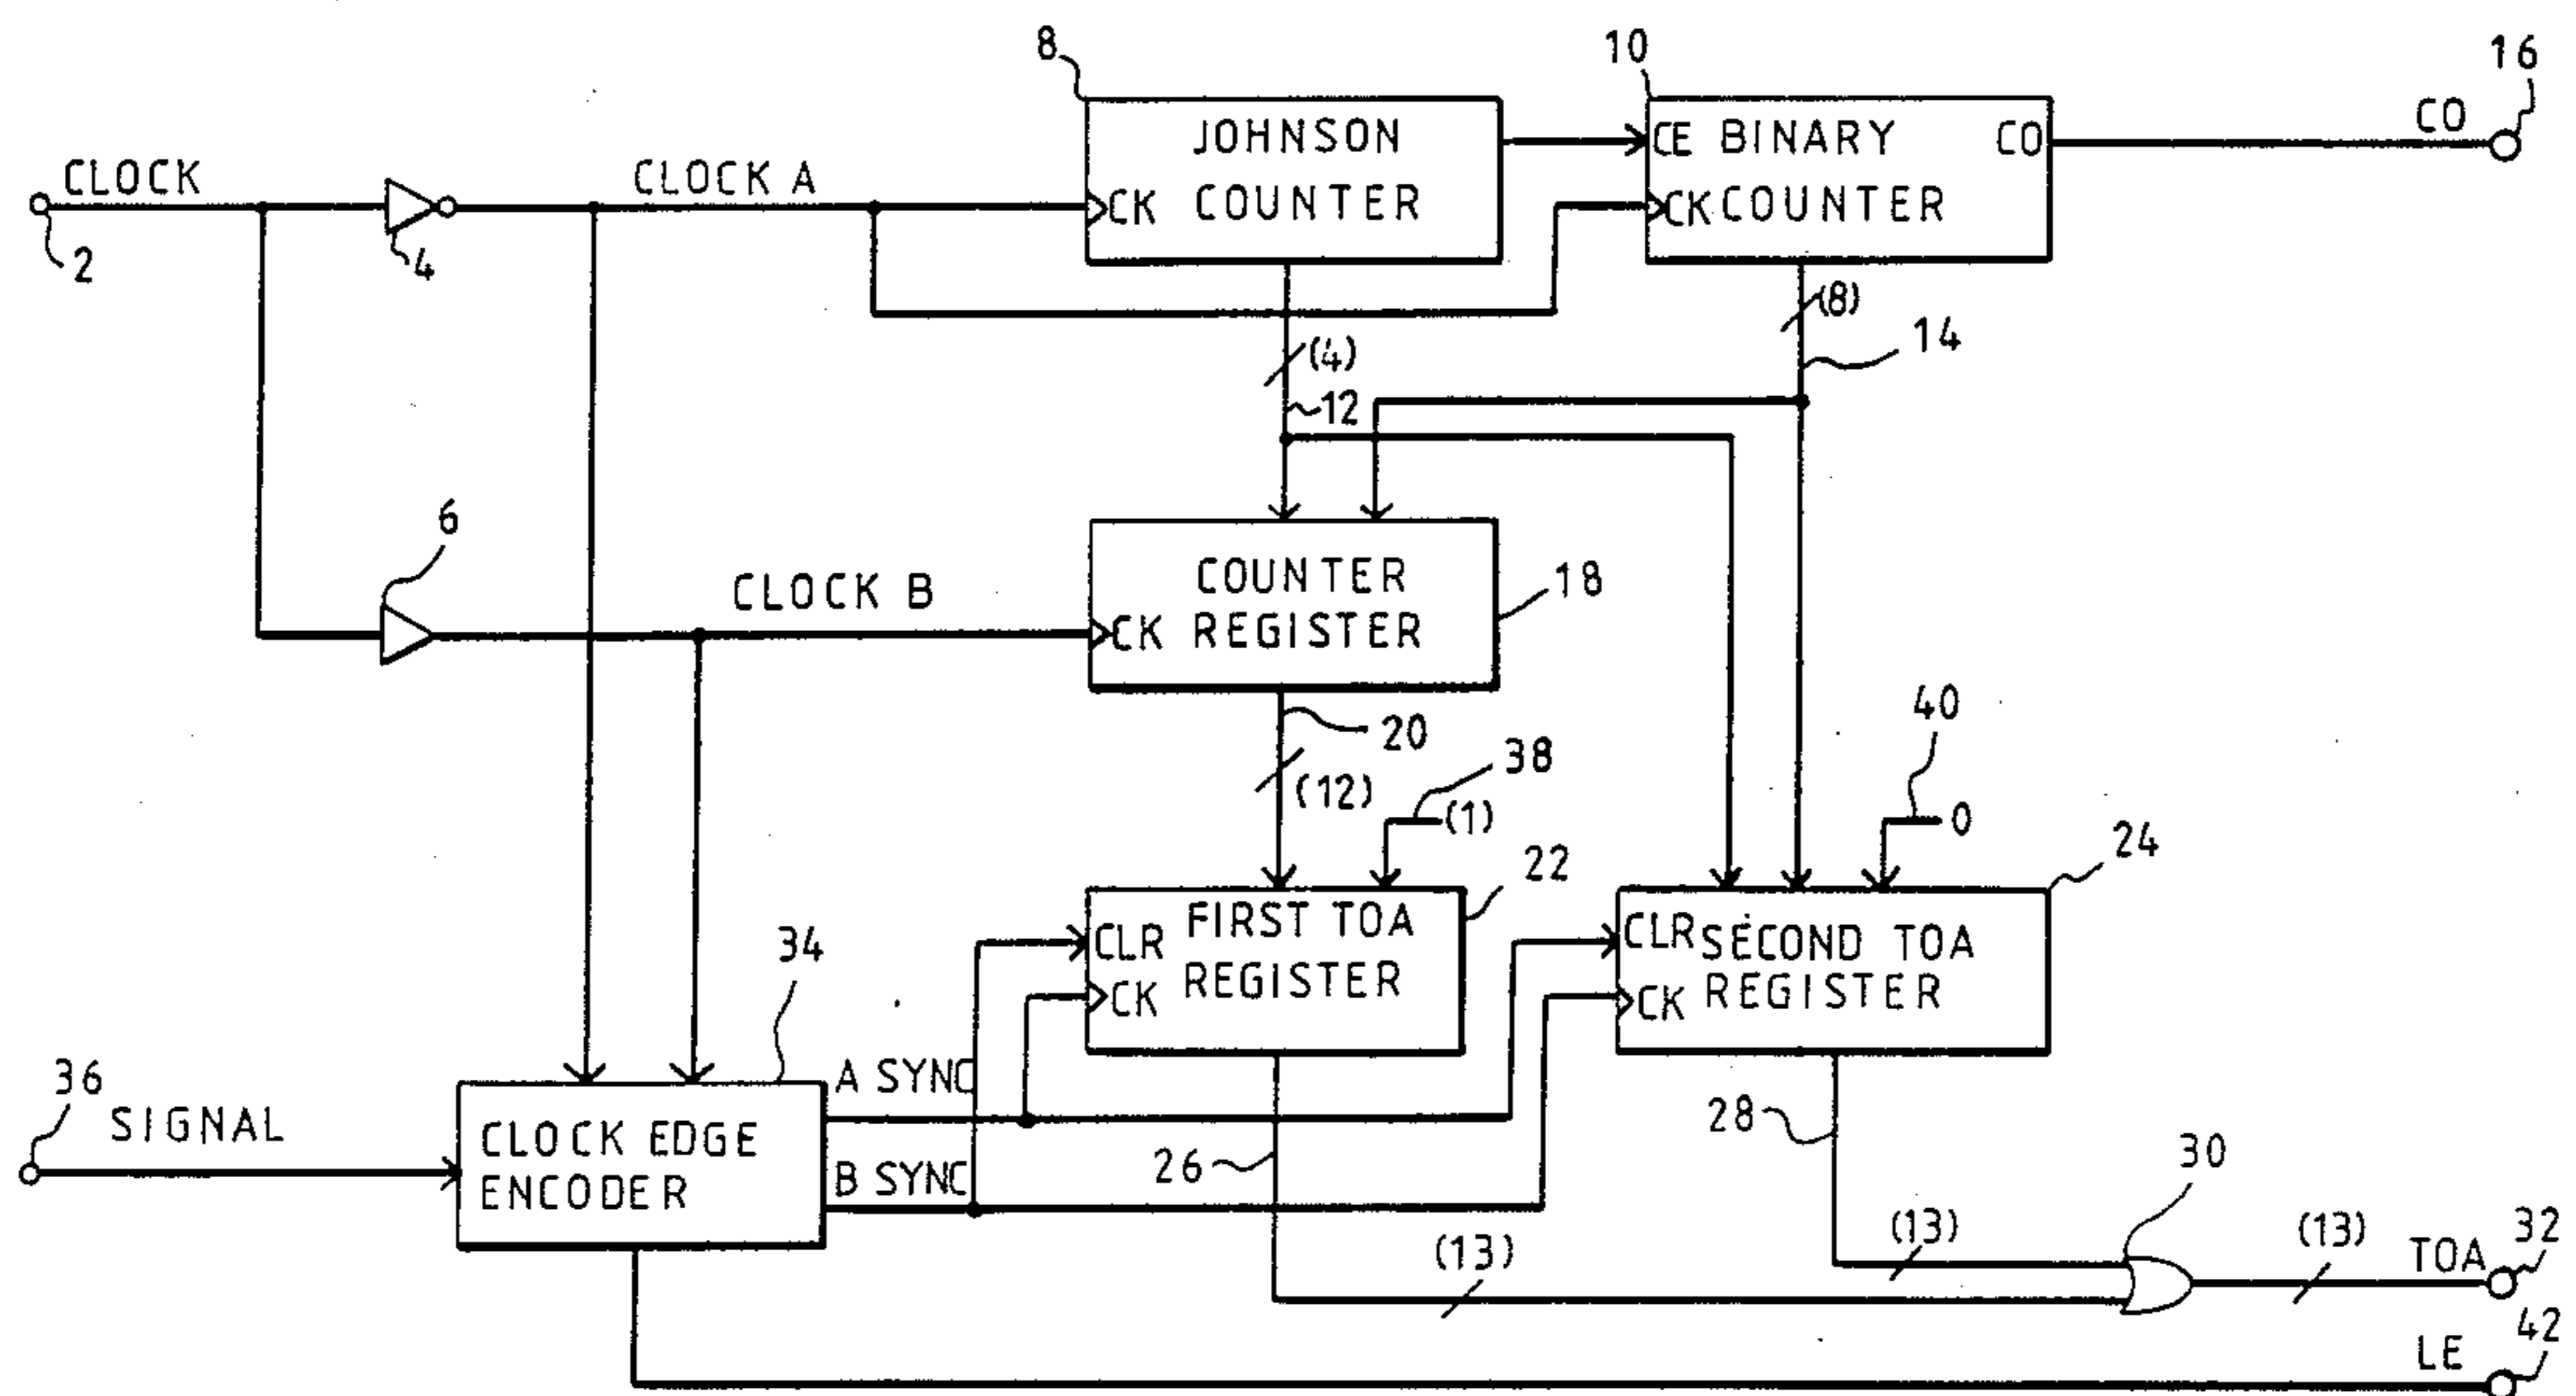 8
10
16
JOHNSON
COUNTER
CK
CE BINARY
CO
CK COUNTER
CO
CLOCK
CLOCK A
2
4
(8)
14
(4)
12
6
COUNTER
REGISTER
CK
18
CLOCK B
20
38
40
(12)
(1)
0
22
24
FIRST TOA
REGISTER
CLR
CK
CLR SECOND TOA
REGISTER
CK
34
36
SIGNAL
CLOCK EDGE
ENCODER
A SYNC
B SYNC
26
28
30
(13)
(13)
(13)
TOA
32
LE
42